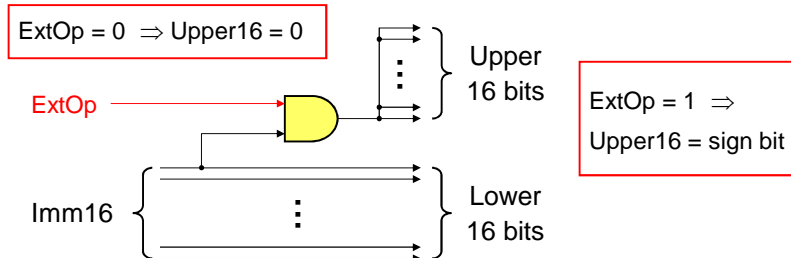 ExtOp = 0 ⇒ Upper16 = 0
Upper
16 bits
ExtOp
ExtOp = 1 ⇒
Upper16 = sign bit
Imm16
Lower
16 bits